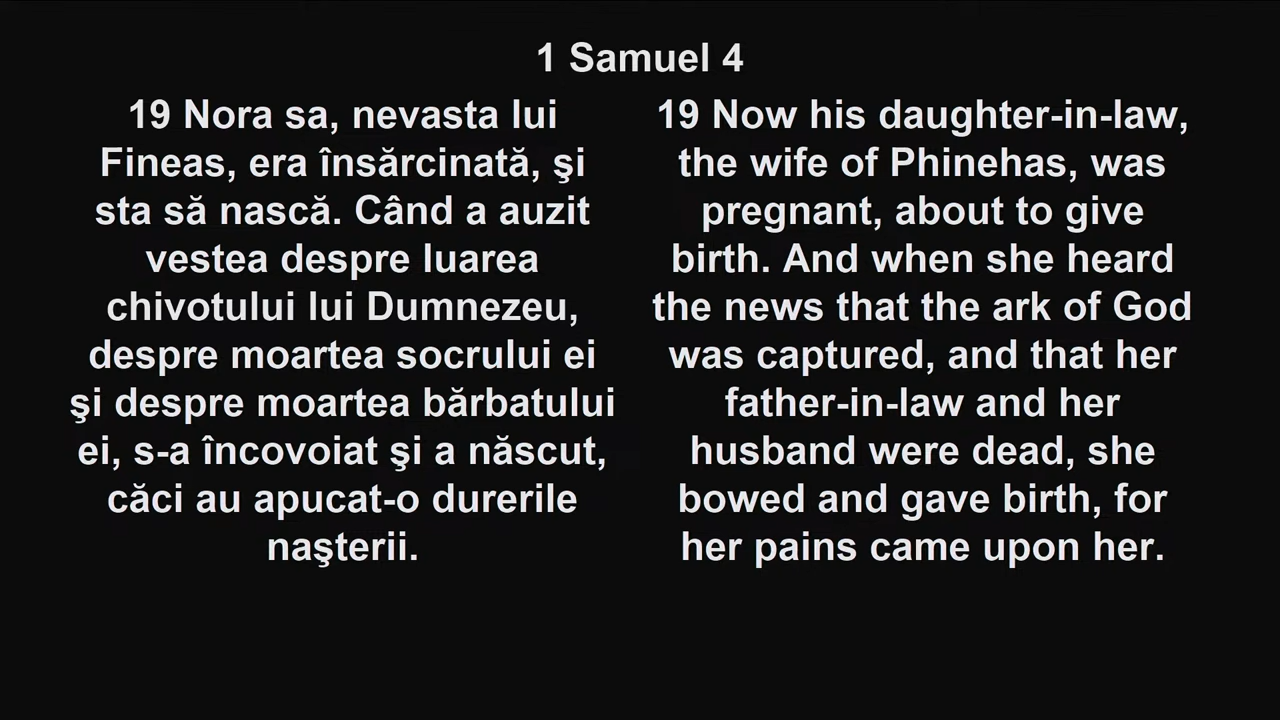 1 Samuel 4
19 Nora sa, nevasta lui
Fineas, era însărcinată, şi
sta să nască. Când a auzit
vestea despre luarea
chivotului lui Dumnezeu,
despre moartea socrului ei
şi despre moartea bărbatului
ei, s-a încovoiat şi a născut,
căci au apucat-o durerile
naşterii.
19 Now his daughter-in-law,
the wife of Phinehas, was
pregnant, about to give
birth. And when she heard
the news that the ark of God
was captured, and that her
father-in-law and her
husband were dead, she
bowed and gave birth, for
her pains came upon her.